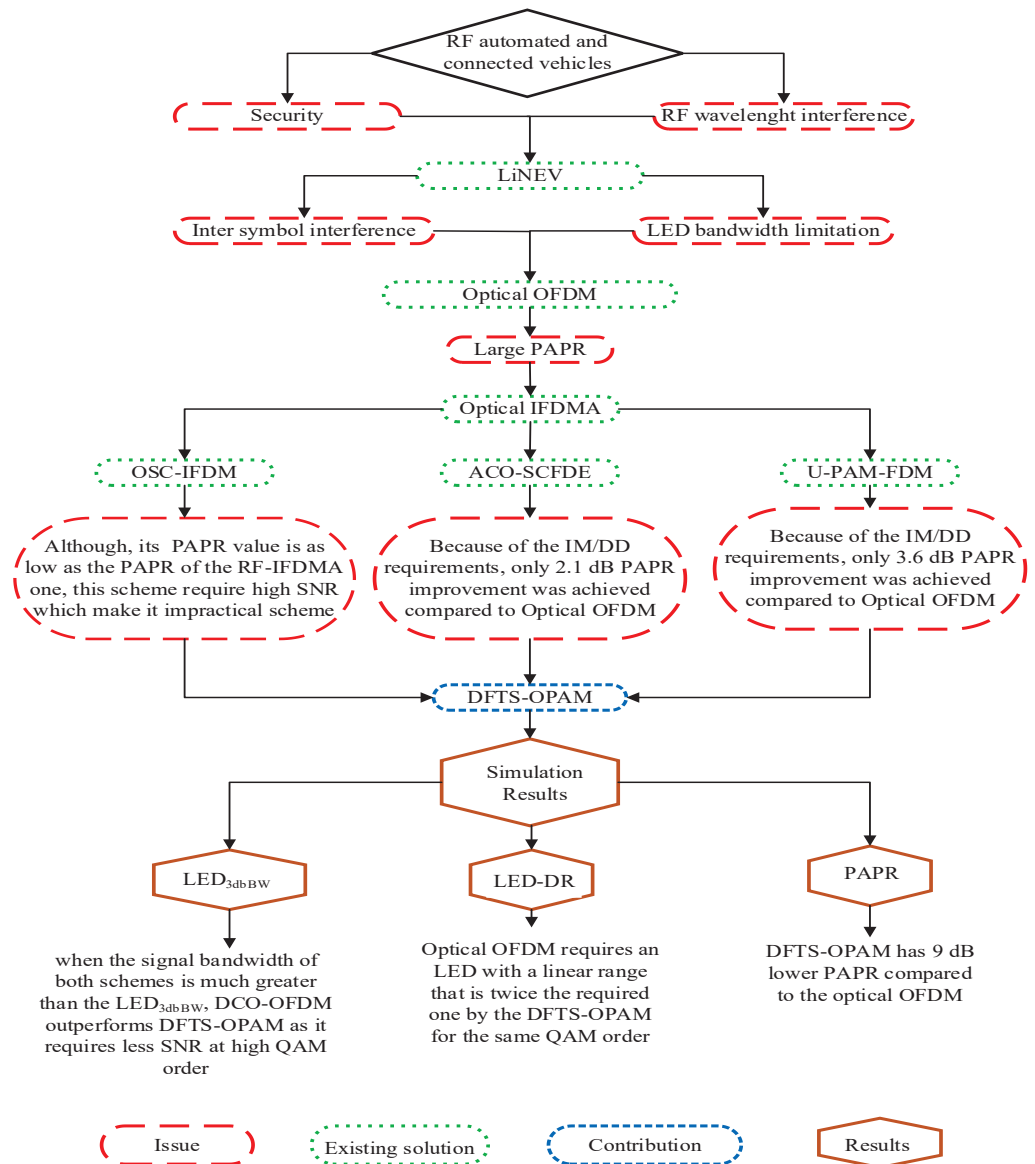 RF automated and
connected vehicles
Security
RF wavelenght interference
LiNEV
Inter symbol interference
LED bandwidth limitation
Optical OFDM
Large PAPR
Optical IFDMA
OSC-IFDM
ACO-SCFDE
U-PAM-FDM
Although, its PAPR value is as
low as the PAPR of the RF-IFDMA
one, this scheme require high SNR
which make it impractical scheme
Because of the IM/DD
requirements, only 2.1 dB PAPR
improvement was achieved
compared to Optical OFDM
Because of the IM/DD
requirements, only 3.6 dB PAPR
improvement was achieved
compared to Optical OFDM
DFTS-OPAM
Simulation
Results
LED3dbBW
LED-DR
PAPR
when the signal bandwidth of
both schemes is much greater
than the LED3dbBW, DCO-OFDM
outperforms DFTS-OPAM as it
requires less SNR at high QAM
order
Optical OFDM requires an
LED with a linear range
that is twice the required
one by the DFTS-OPAM
for the same QAM order
DFTS-OPAM has 9 dB
lower PAPR compared
to the optical OFDM
Issue
Existing solution
Contribution
Results